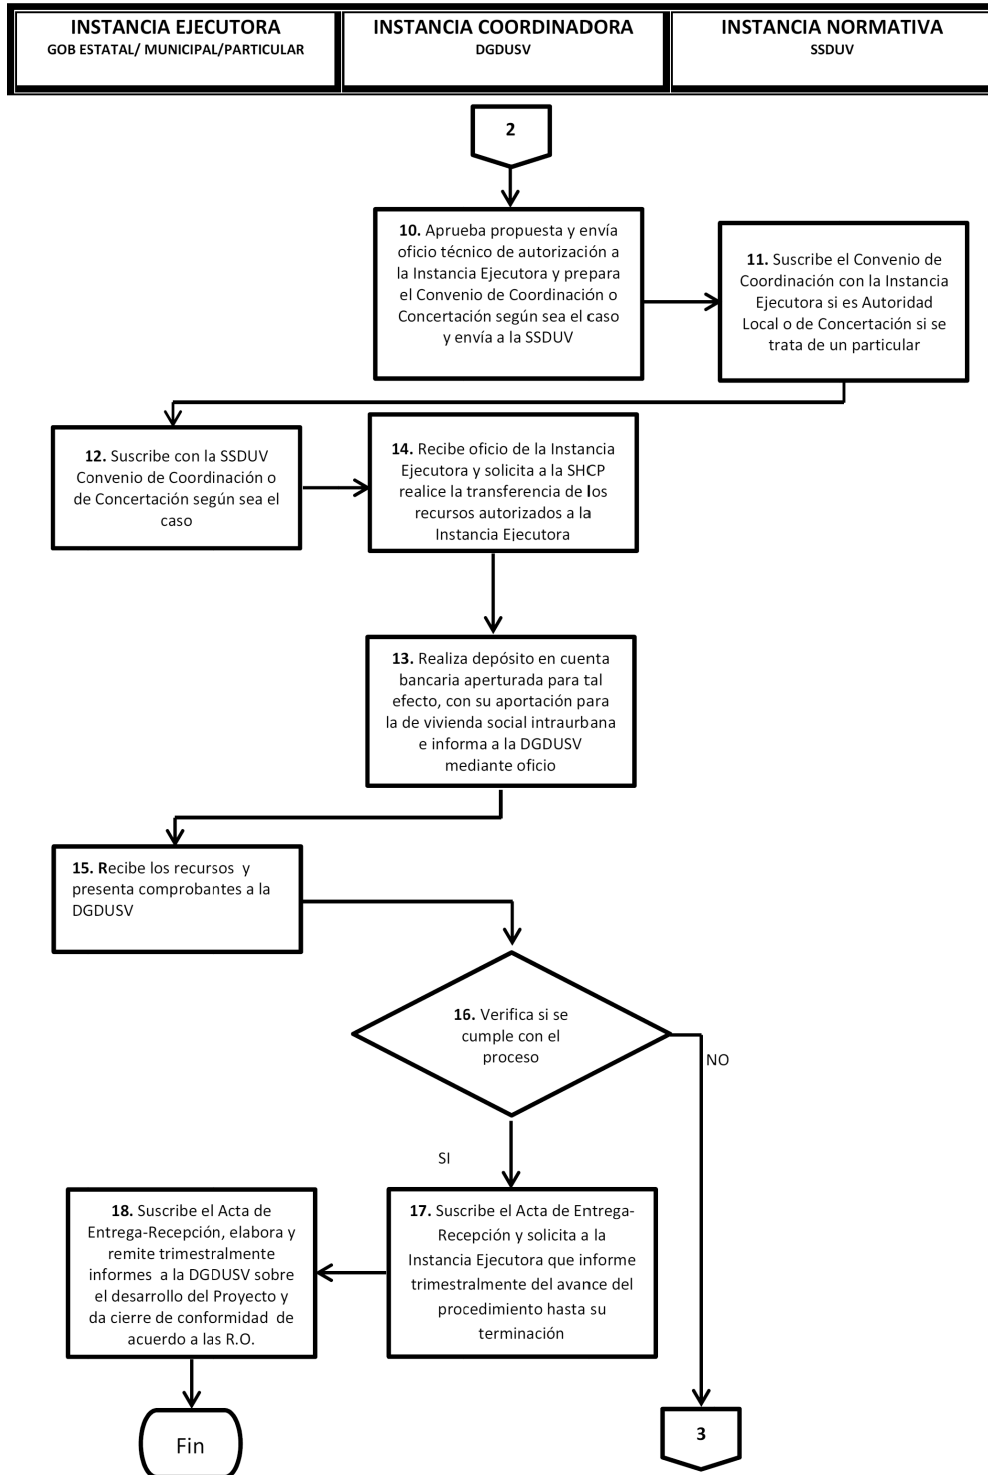 INSTANCIA EJECUTORA
GOB ESTATAL/ MUNICIPAL/PARTICULAR
INSTANCIA COORDINADORA
DGDUSV
INSTANCIA NORMATIVA
SSDUV
2
10. Aprueba propuesta y envía
oficio técnico de autorización a
la Instancia Ejecutora y prepara
el Convenio de Coordinación o
Concertación según sea el caso
y envía a la SSDUV
11. Suscribe el Convenio de
Coordinación con la Instancia
Ejecutora si es Autoridad
Local o de Concertación si se
trata de un particular
12. Suscribe con la SSDUV
Convenio de Coordinación o
de Concertación según sea el
caso
14. Recibe oficio de la Instancia
Ejecutora y solicita a la SHCP
realice la transferencia de los
recursos autorizados a la
Instancia Ejecutora
13. Realiza depósito en cuenta
bancaria aperturada para tal
efecto, con su aportación para
la de vivienda social intraurbana
e informa a la DGDUSV
mediante oficio
15. Recibe los recursos y
presenta comprobantes a la
DGDUSV
16. Verifica si se
cumple con el
proceso
NO
SI
18. Suscribe el Acta de
Entrega-Recepción, elabora y
remite trimestralmente
informes a la DGDUSV sobre
el desarrollo del Proyecto y
da cierre de conformidad de
acuerdo a las R.O.
17. Suscribe el Acta de Entrega-
Recepción y solicita a la
Instancia Ejecutora que informe
trimestralmente del avance del
procedimiento hasta su
terminación
Fin
3